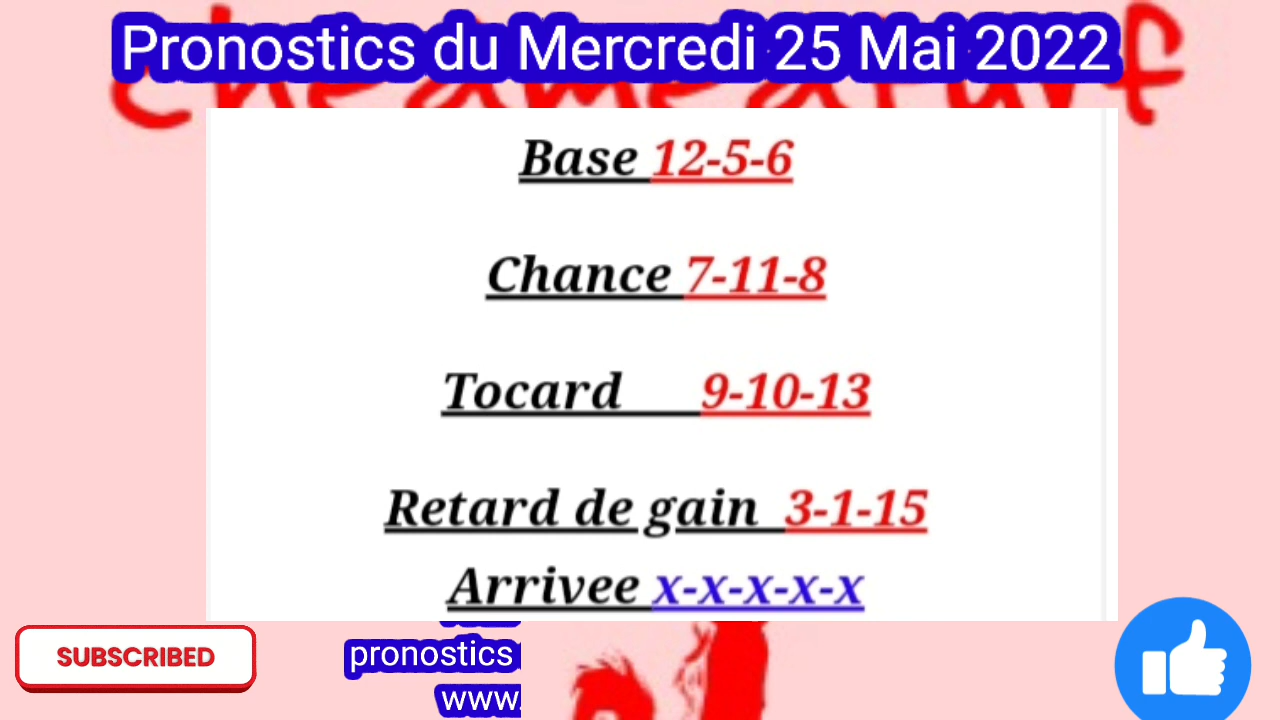 Pronostics du Mercredi 25 Mai 2022
Base 12-5-6
Chance 7-11-8
Tocard 9-10-13
Retard de gain 3-1-15
Arrivee x-x-x-x-x
SUBSCRIBED
pronostics
www.